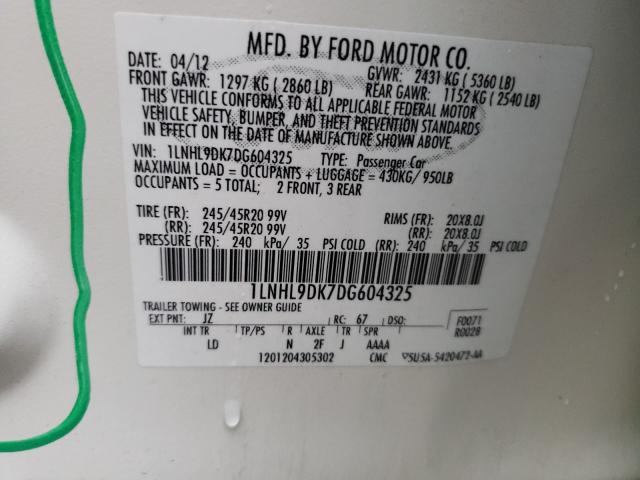 MFD. BY FORD MOTOR CO.
DATE: 04/12 GVWR: 2431 KG ( 5360 LB)
FRONT GAWR: 1297 KG ( 2860 LB) REAR GAWR: 1152 KG ( 2540 LB)
THIS VEHICLE CONFORMS TO ALL APPLICABLE FEDERAL MOTOR
VEHICLE SAFETY, BUMPER, AND THEFT PREVENTION STANDARDS
IN EFFECT ON THE DATE OF MANUFACTURE SHOWN ABOVE.
VIN: 1LNHL9DK7DG604325 TYPE: Passenger Car
MAXIMUM LOAD = OCCUPANTS + LUGGAGE = 430KG/ 950LB
OCCUPANTS = 5 TOTAL; 2 FRONT, 3 REAR
TIRE (FR): 245/45R20 99V RIMS (FR): 20X8.0J
(RR): 245/45R20 99V (RR): 20X8.0J
PRESSURE (FR): 240 kPa/ 35 PSI COLD (RR): 240 kPa/ 35 PSI COLD
1LNHL9DK7DG604325
TRAILER TOWING - SEE OWNER GUIDE
EXT PNT: JZ RC: 67 DSO: F0071
R0028
INT TR TP/PS R AXLE TR SPR
LD N 2F J AAAA
1201204305302 CMC 5U5A-5420472-AA